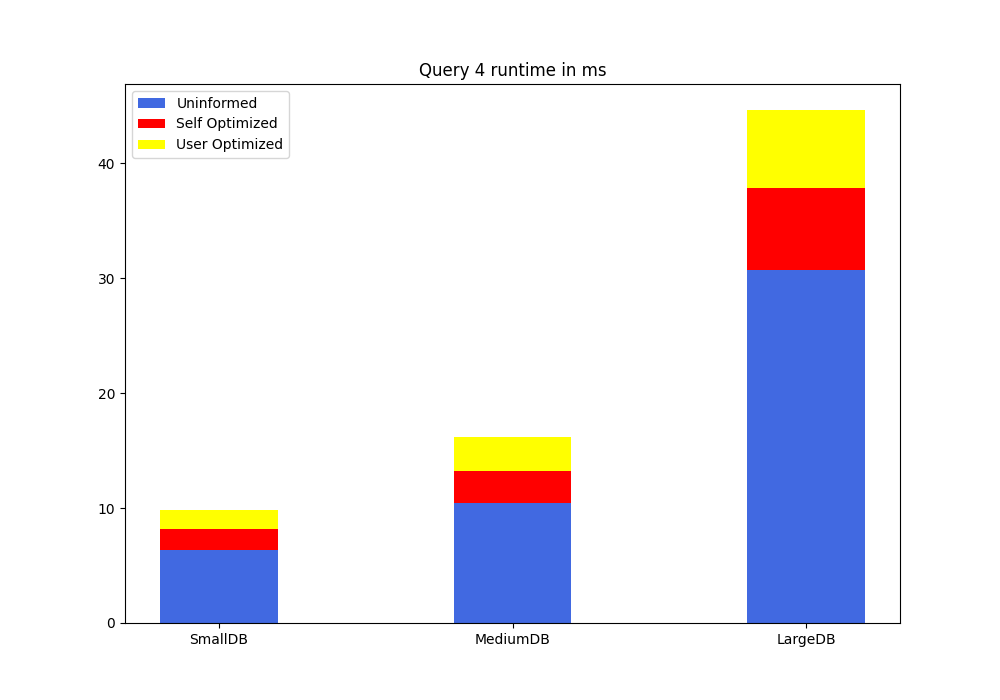 Query 4 runtime in ms
Uninformed
Self Optimized
User Optimized
40
30
20
10
0
SmallDB
MediumDB
LargeDB